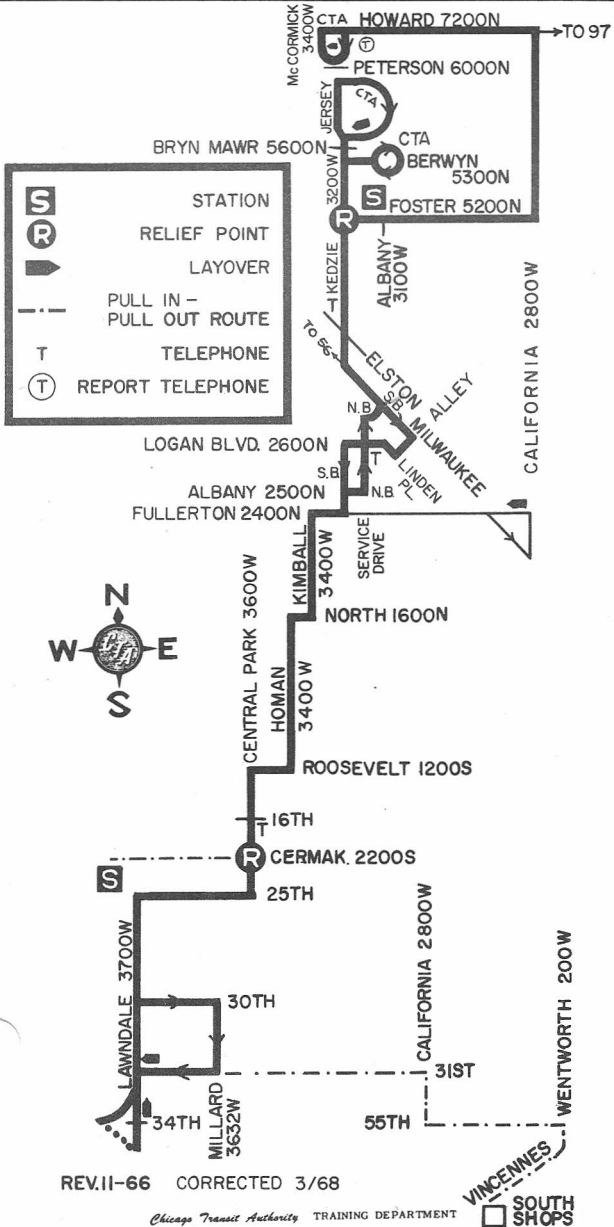 McCORMICK
3400W
CTA
HOWARD 7200N
TO 97
T
PETERSON 6000N
JERSEY
CTA
BRYN MAWR 5600N
CTA
BERWYN
5300N
3200W
S
FOSTER 5200N
R
S STATION
R RELIEF POINT
LAYOVER
PULL IN -
PULL OUT ROUTE
T TELEPHONE
T REPORT TELEPHONE
KEDZIE
T
ALBANY
3100W
CALIFORNIA 2800W
TO 56
ELSTON
ALLEY
N.B
S.B.
MILWAUKEE
LOGAN BLVD. 2600N
T
LINDEN
PL
S.B.
N.B.
ALBANY 2500N
FULLERTON 2400N
SERVICE
DRIVE
KIMBALL
3400W
NORTH 1600N
N
W
CTA
E
S
CENTRAL PARK 3600W
HOMAN
3400W
ROOSEVELT 1200S
16TH
T
R
CERMAK. 2200S
S
25TH
LAWNDALE 3700W
30TH
CALIFORNIA 2800W
WENTWORTH 200W
31ST
MILLARD
3632W
34TH
55TH
VINCENNES
REV.11-66 CORRECTED 3/68
SOUTH
SHOPS
Chicago Transit Authority TRAINING DEPARTMENT